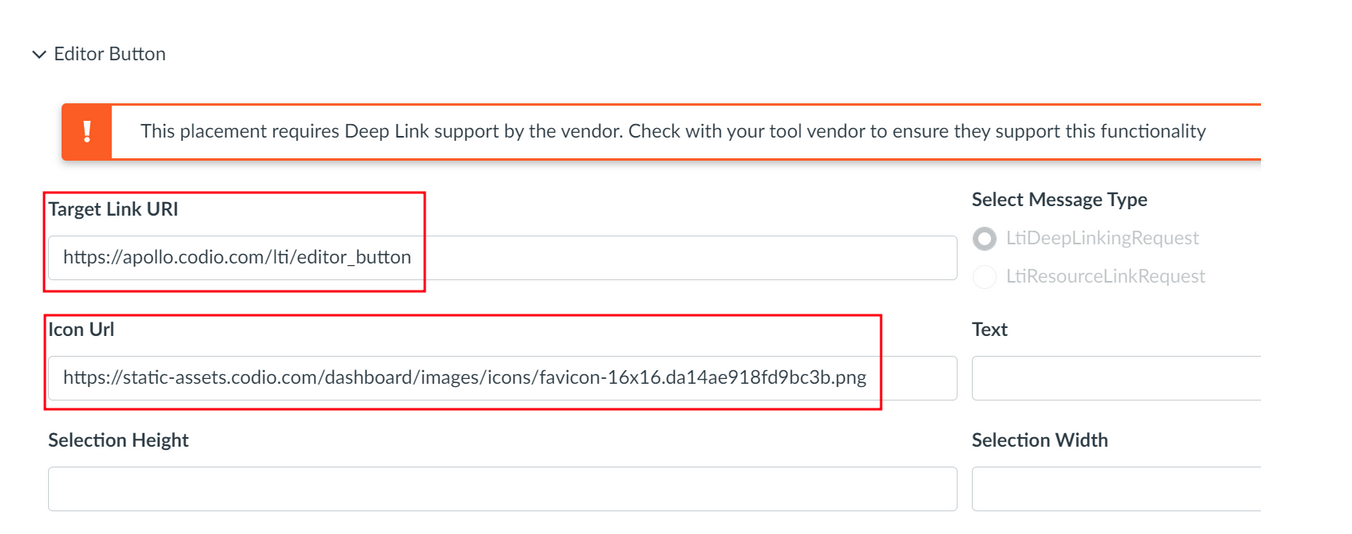 Editor Button
!
This placement requires Deep Link support by the vendor. Check with your tool vendor to ensure they support this functionality
Target Link URI
https://apollo.codio.com/lti/editor_button
Select Message Type
LtiDeepLinkingRequest
LtiResourceLinkRequest
Icon Url
https://static-assets.codio.com/dashboard/images/icons/favicon-16x16.da14ae918fd9bc3b.png
Text
Selection Height
Selection Width